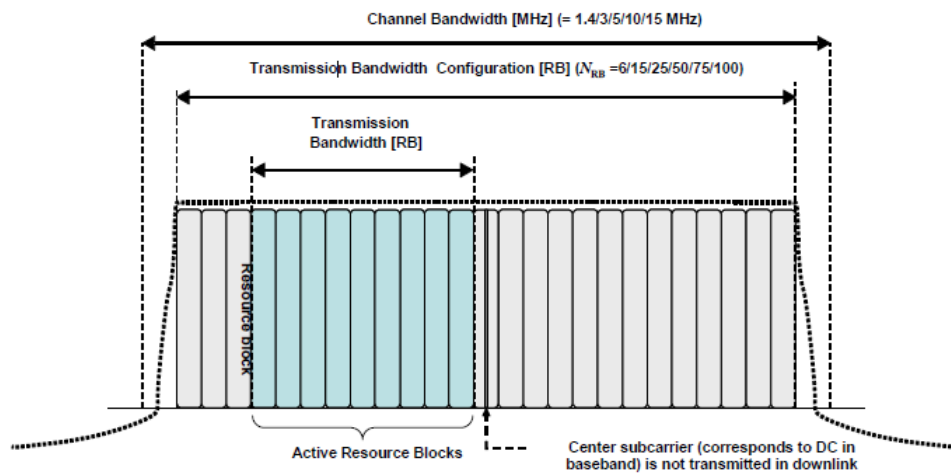 Channel Bandwidth [MHz] (= 1.4/3/5/10/15 MHz)
Transmission Bandwidth Configuration [RB] (N_RB =6/15/25/50/75/100)
Transmission
Bandwidth [RB]
Resource block
Active Resource Blocks
Center subcarrier (corresponds to DC in
baseband) is not transmitted in downlink